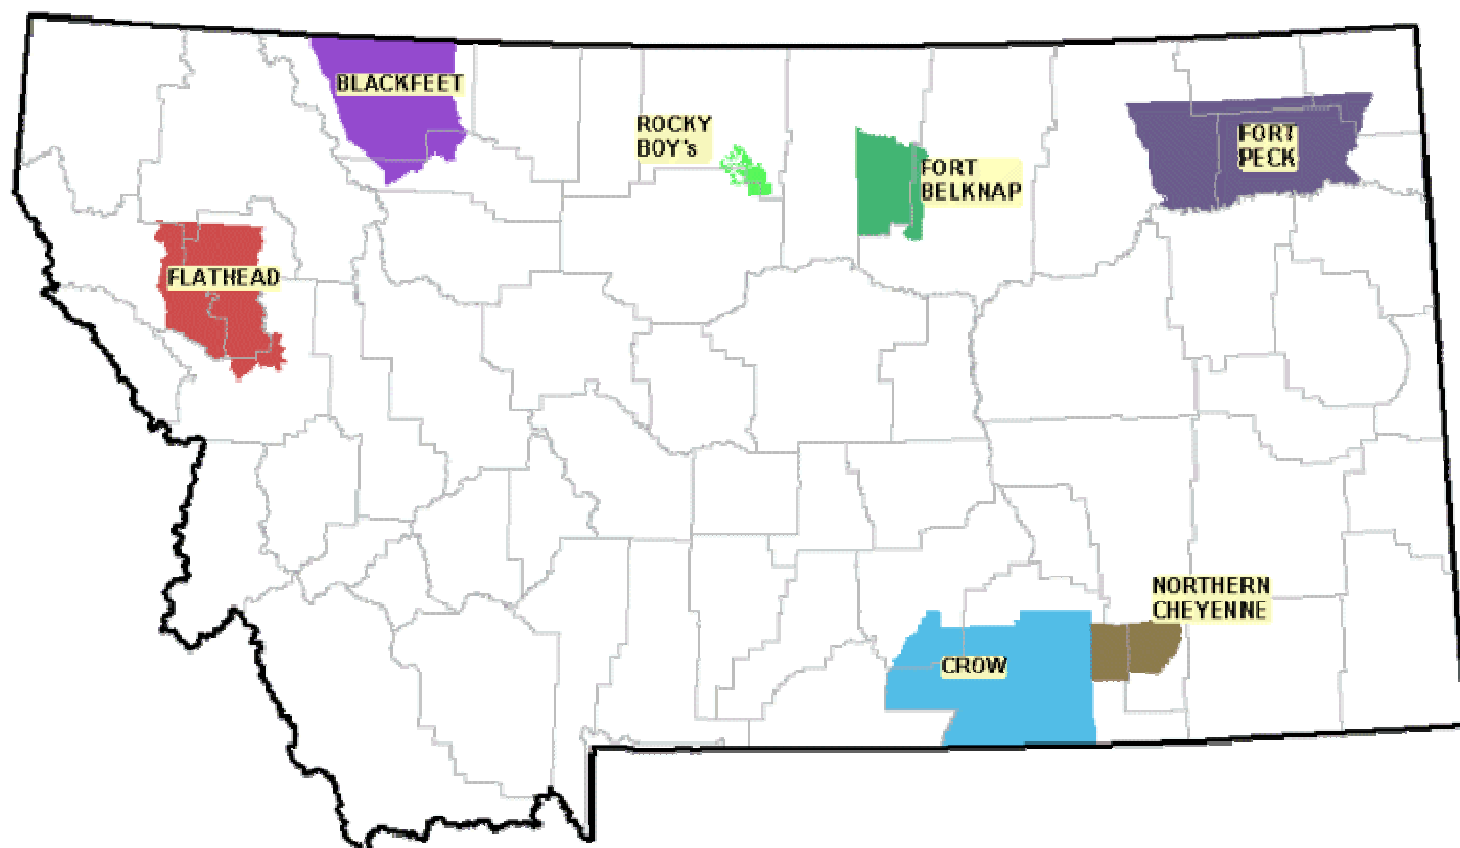 BLACKFEET
ROCKY
BOY's
FORT
PECK
FORT
BELKNAP
FLATHEAD
NORTHERN
CHEYENNE
CROW